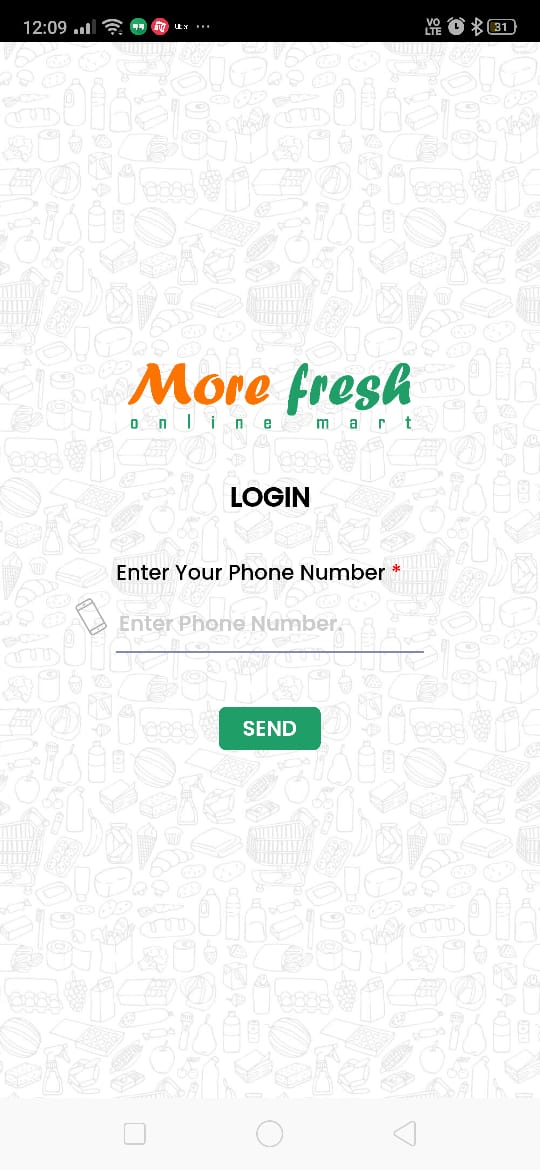 12:09 VO LTE 31
More fresh
online mart
LOGIN
Enter Your Phone Number *
Enter Phone Number.
SEND